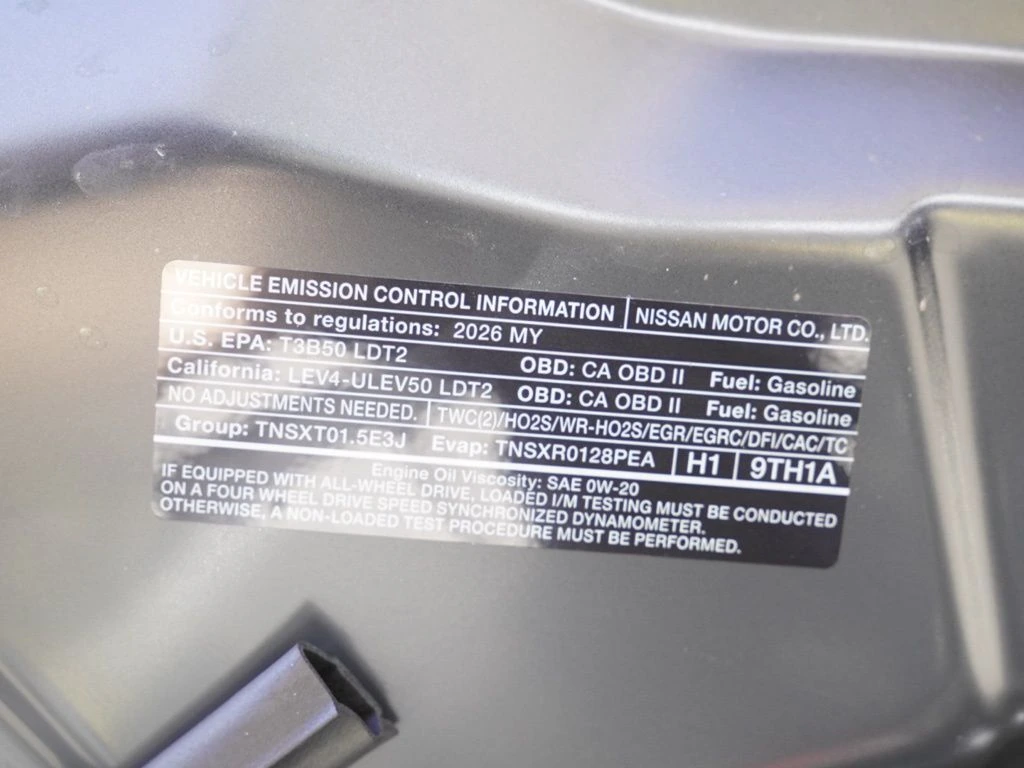 VEHICLE EMISSION CONTROL INFORMATION NISSAN MOTOR CO., LTD.
Conforms to regulations: 2026 MY
U.S. EPA: T3B50 LDT2 OBD: CA OBD II Fuel: Gasoline
California: LEV4-ULEV50 LDT2 OBD: CA OBD II Fuel: Gasoline
NO ADJUSTMENTS NEEDED. TWC(2)/HO2S/WR-HO2S/EGR/EGRC/DFI/CAC/TC
Group: TNSXT01.5E3J Evap: TNSXR0128PEA H1 9TH1A
Engine Oil Viscosity: SAE 0W-20
IF EQUIPPED WITH ALL-WHEEL DRIVE, LOADED I/M TESTING MUST BE CONDUCTED
ON A FOUR WHEEL DRIVE SPEED SYNCHRONIZED DYNAMOMETER.
OTHERWISE, A NON-LOADED TEST PROCEDURE MUST BE PERFORMED.